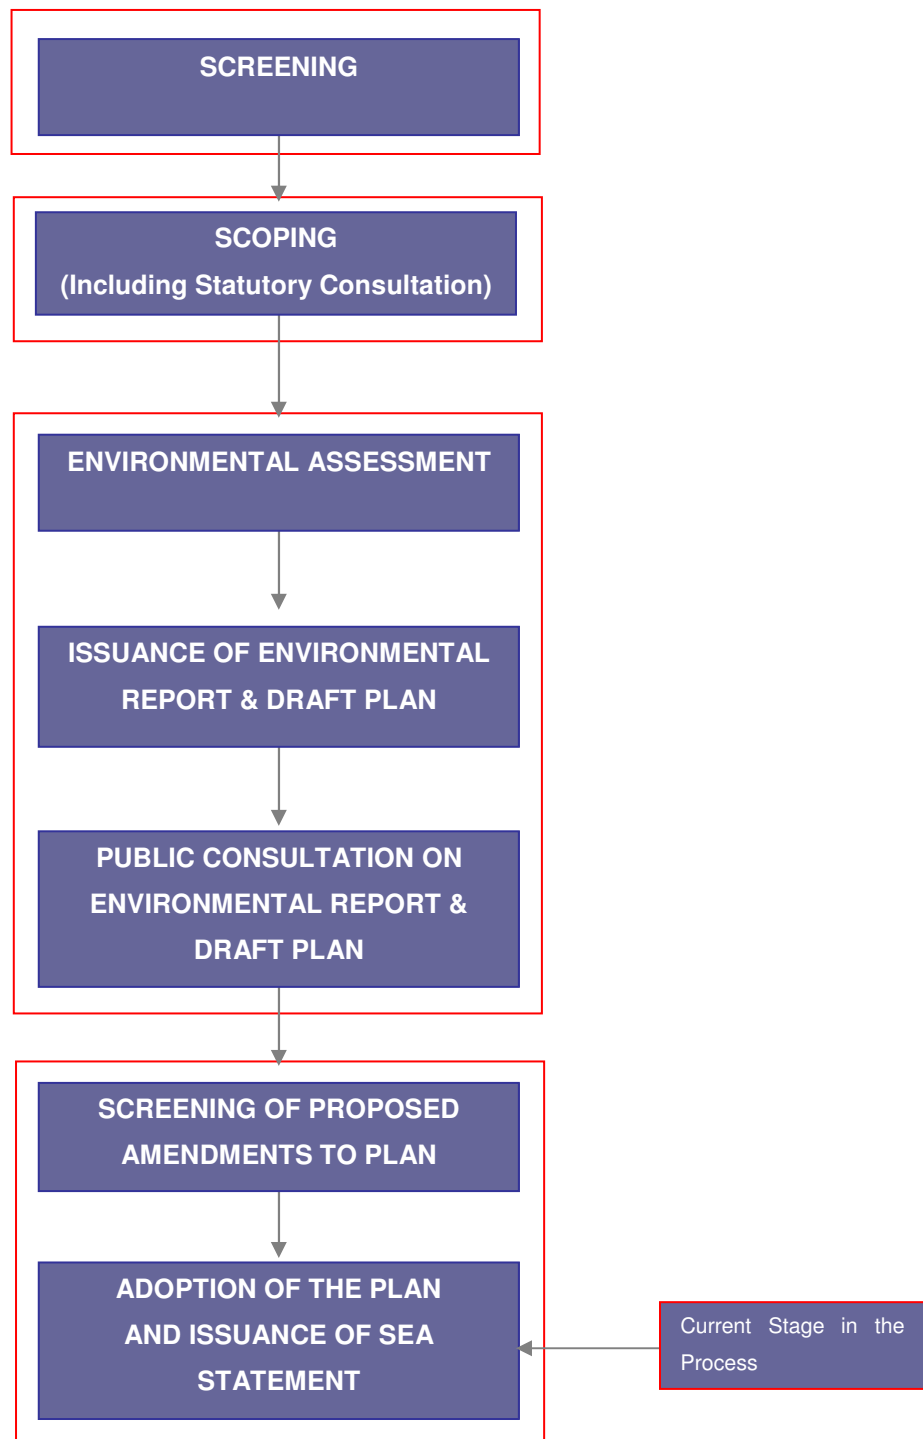 SCREENING
SCOPING
(Including Statutory Consultation)
ENVIRONMENTAL ASSESSMENT
ISSUANCE OF ENVIRONMENTAL
REPORT & DRAFT PLAN
PUBLIC CONSULTATION ON
ENVIRONMENTAL REPORT &
DRAFT PLAN
SCREENING OF PROPOSED
AMENDMENTS TO PLAN
ADOPTION OF THE PLAN
AND ISSUANCE OF SEA
STATEMENT
Current Stage in the
Process